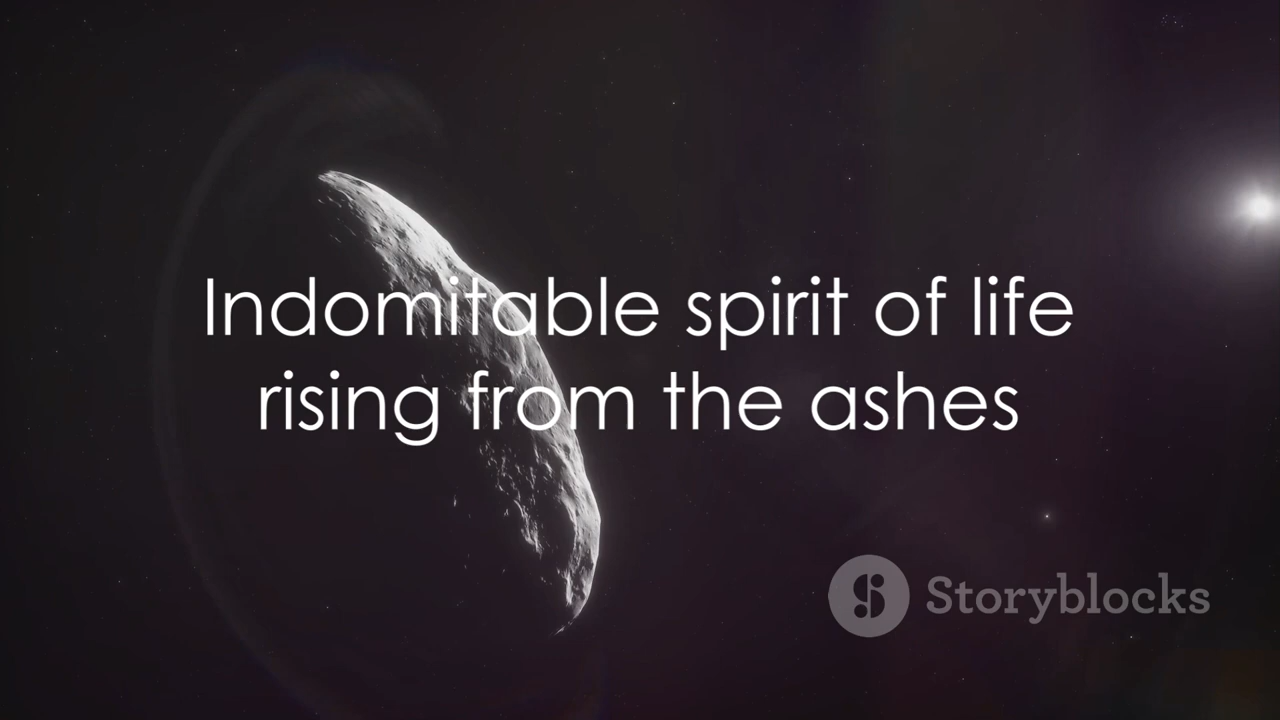 Indomitable spirit of life
rising from the ashes
Storyblocks